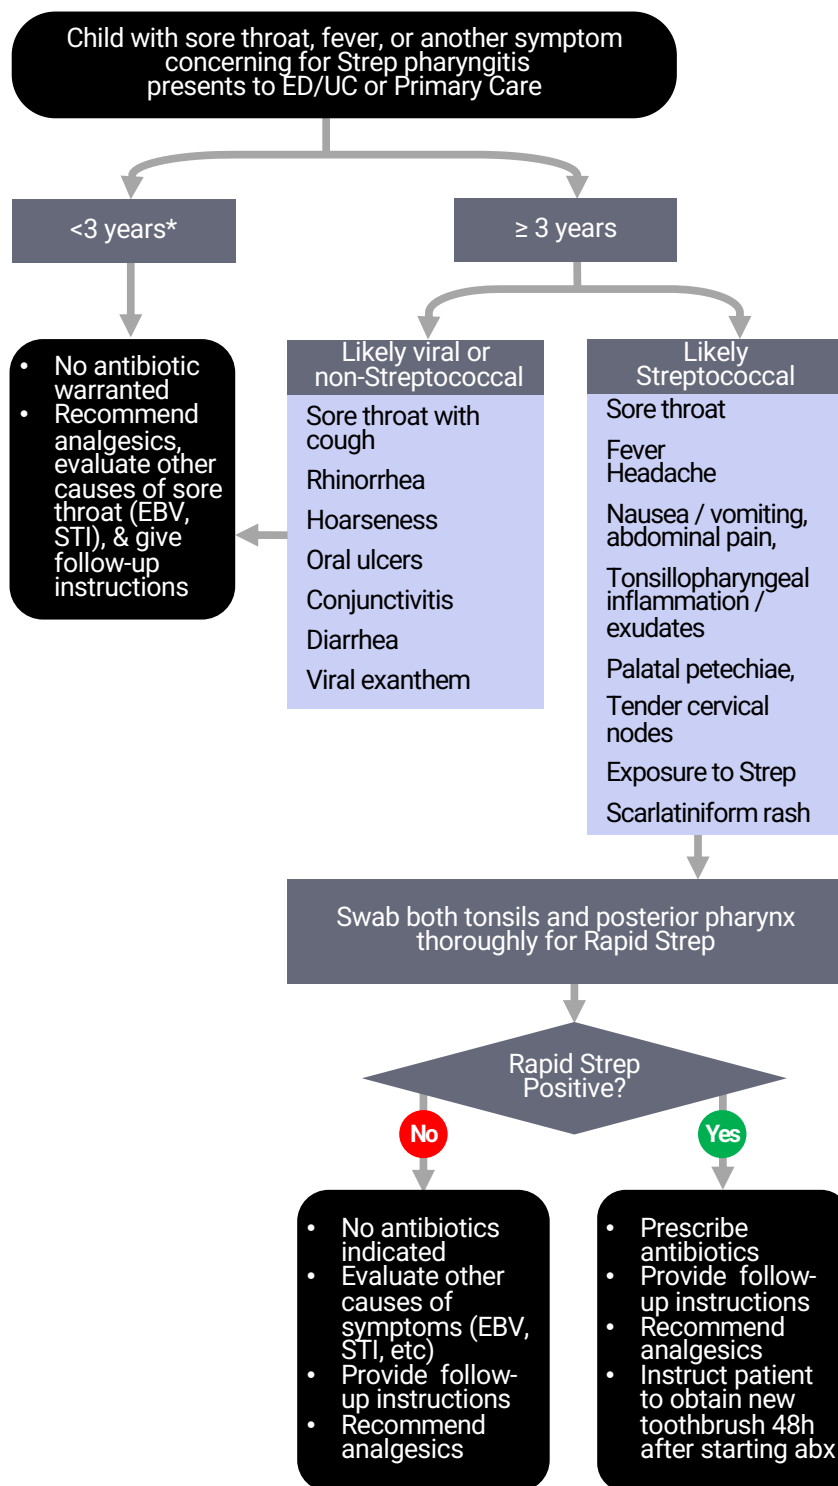 Child with sore throat, fever, or another symptom
concerning for Strep pharyngitis
presents to ED/UC or Primary Care
<3 years*
≥ 3 years
• No antibiotic
warranted
• Recommend
analgesics,
evaluate other
causes of sore
throat (EBV,
STI), & give
follow-up
instructions
Likely viral or
non-Streptococcal
Sore throat with
cough
Rhinorrhea
Hoarseness
Oral ulcers
Conjunctivitis
Diarrhea
Viral exanthem
Likely
Streptococcal
Sore throat
Fever
Headache
Nausea / vomiting,
abdominal pain,
Tonsillopharyngeal
inflammation /
exudates
Palatal petechiae,
Tender cervical
nodes
Exposure to Strep
Scarlatiniform rash
Swab both tonsils and posterior pharynx
thoroughly for Rapid Strep
Rapid Strep
Positive?
No
Yes
• No antibiotics
indicated
• Evaluate other
causes of
symptoms (EBV,
STI, etc)
• Provide follow-
up instructions
• Recommend
analgesics
• Prescribe
antibiotics
• Provide follow-
up instructions
• Recommend
analgesics
• Instruct patient
to obtain new
toothbrush 48h
after starting abx